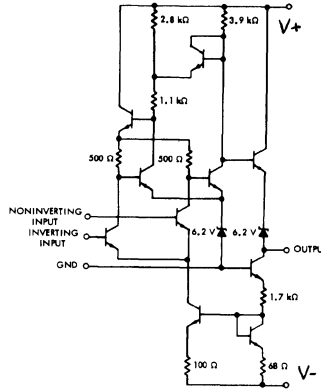 2.8 kΩ
3.9 kΩ
V+
1.1 kΩ
500 Ω
500 Ω
NONINVERTING
INPUT
INVERTING
INPUT
6.2 V
6.2 V
OUTPU
GND
1.7 kΩ
100 Ω
68 Ω
V-